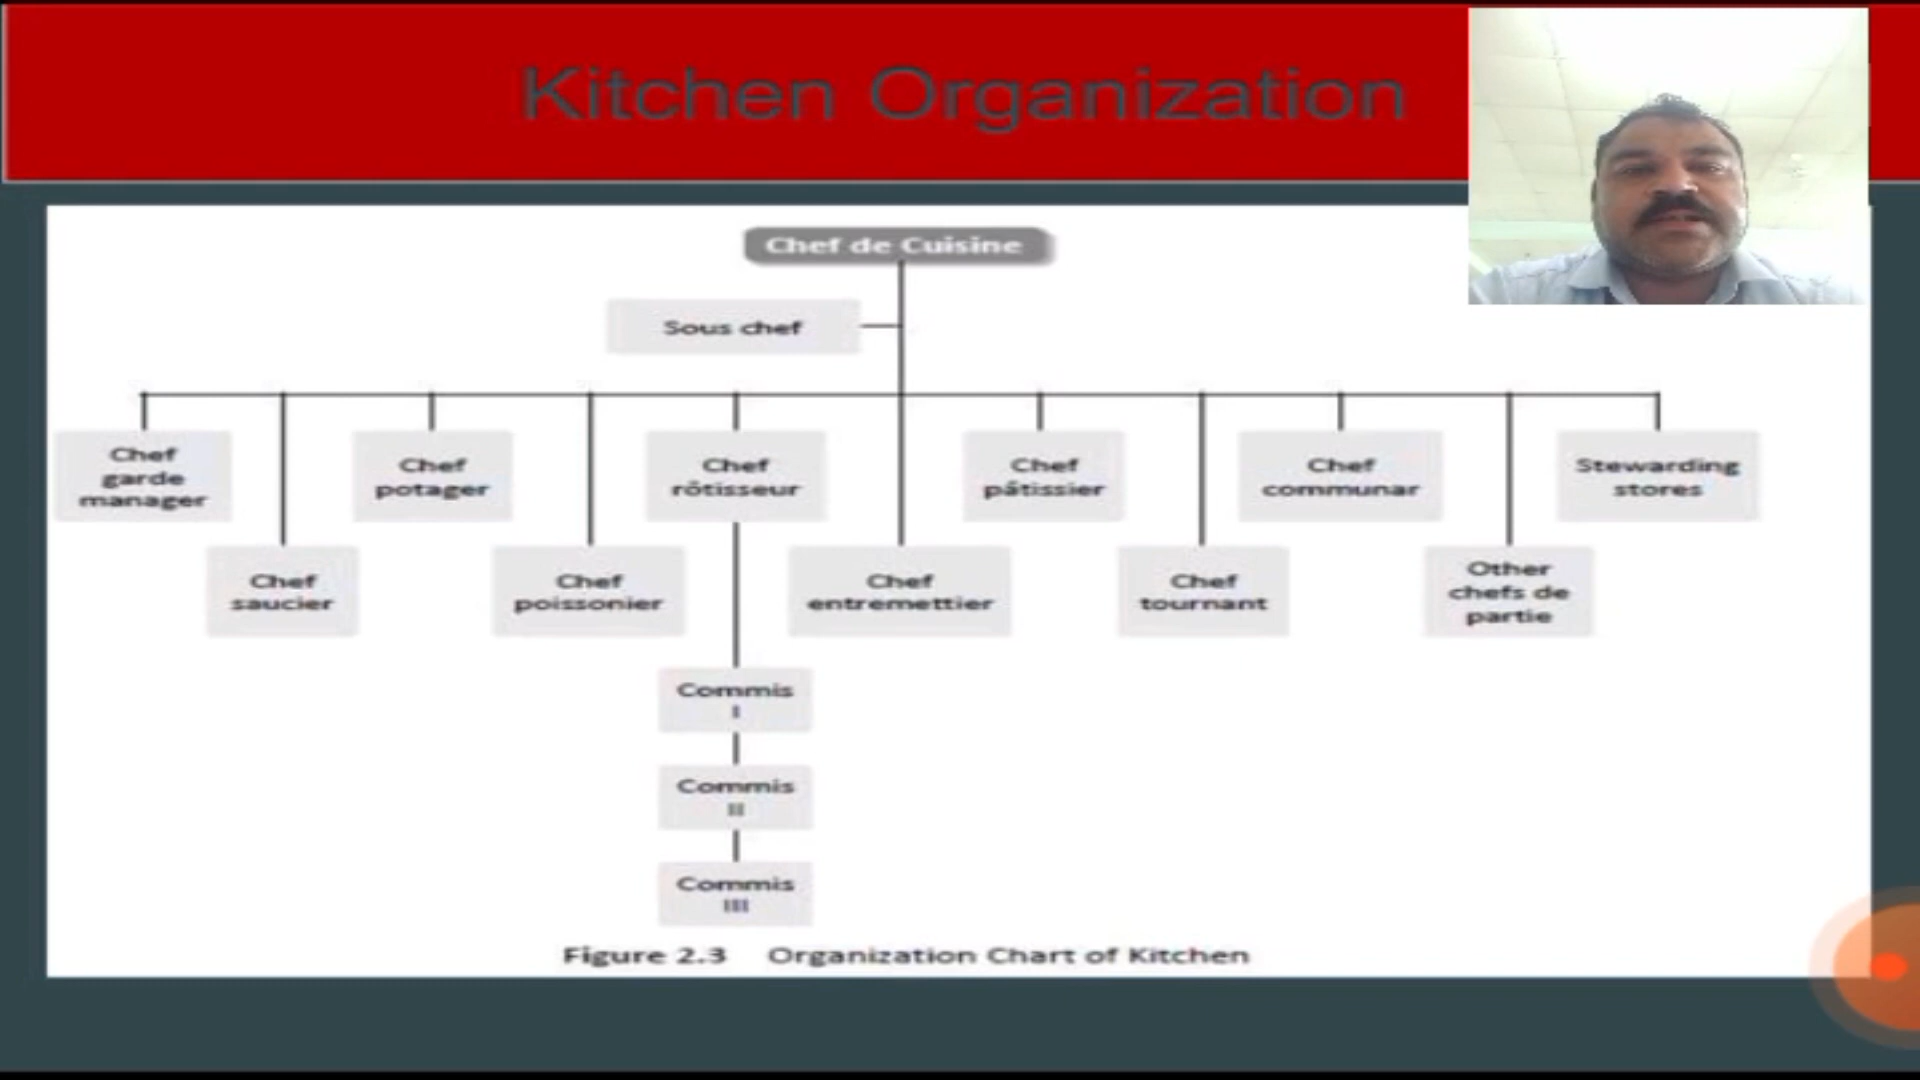 Kitchen Organization
Chef de Cuisine
Sous chef
Chef
garde
manager
Chef
potager
Chef
rôtisseur
Chef
pâtissier
Chef
communar
Stewarding
stores
Chef
saucier
Chef
poissonier
Chef
entremettier
Chef
tournant
Other
chefs de
partie
Commis
I
Commis
II
Commis
III
Figure 2.3 Organization Chart of Kitchen